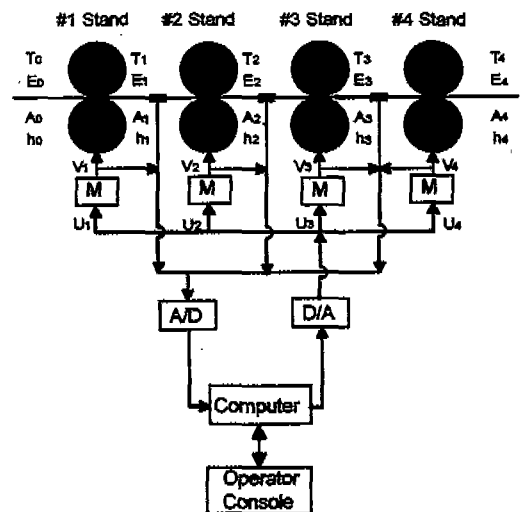 #1 Stand #2 Stand #3 Stand #4 Stand
T0 T1 T2 T3 T4
E0 E1 E2 E3 E4
A0 A1 A2 A3 A4
h0 h1 h2 h3 h4
V1 V2 V3 V4
M M M M
U1 U2 U3 U4
A/D D/A
Computer
Operator
Console